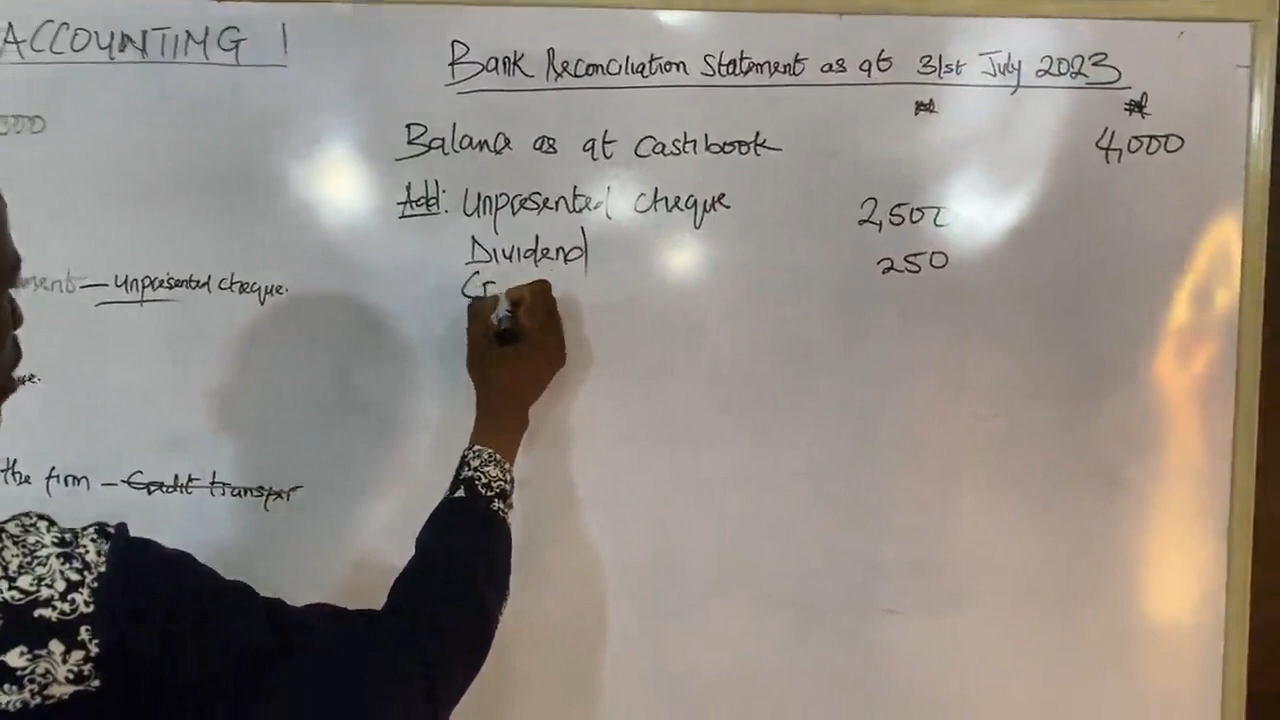 ACCOUNTING 1
Bank Reconciliation Statement as at 31st July 2023
₦ ₦
Balance as at Cashbook 4,000
Add: Unpresented cheque 2,500
Dividend 250
Cr
ment — Unpresented cheque.
the firm — Credit transfer